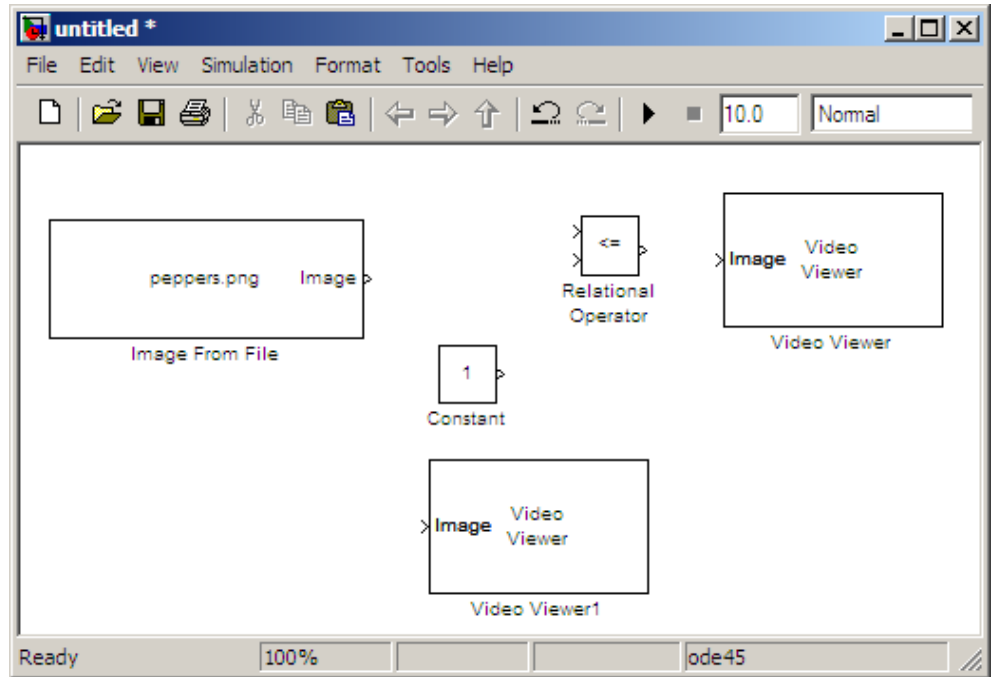 untitled *
File Edit View Simulation Format Tools Help
10.0 Normal
peppers.png Image
Image From File
<=
Relational
Operator
Image Video
Viewer
Video Viewer
1
Constant
Image Video
Viewer
Video Viewer1
Ready 100% ode45